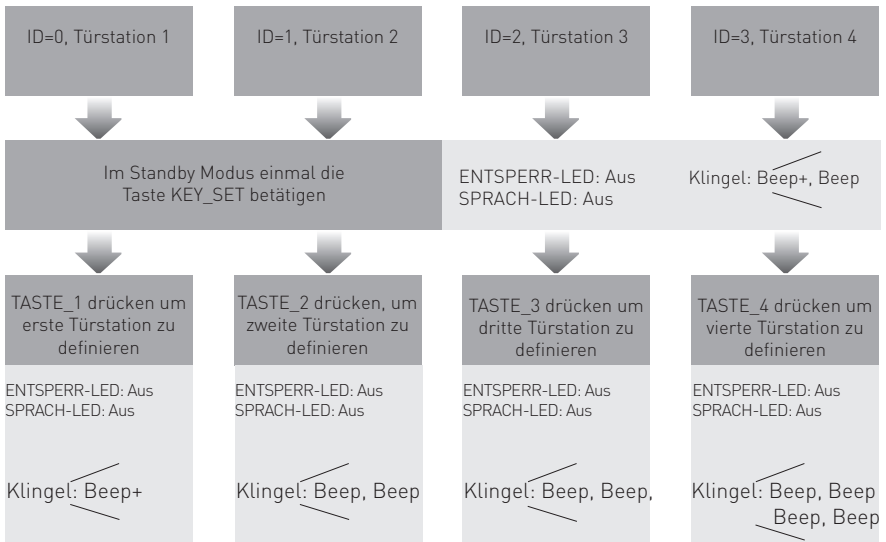 ID=0, Türstation 1
ID=1, Türstation 2
ID=2, Türstation 3
ID=3, Türstation 4
Im Standby Modus einmal die
Taste KEY_SET betätigen
ENTSPERR-LED: Aus
SPRACH-LED: Aus
Klingel: Beep+, Beep
TASTE_1 drücken um
erste Türstation zu
definieren
TASTE_2 drücken, um
zweite Türstation zu
definieren
TASTE_3 drücken um
dritte Türstation zu
definieren
TASTE_4 drücken um
vierte Türstation zu
definieren
ENTSPERR-LED: Aus
SPRACH-LED: Aus
ENTSPERR-LED: Aus
SPRACH-LED: Aus
ENTSPERR-LED: Aus
SPRACH-LED: Aus
ENTSPERR-LED: Aus
SPRACH-LED: Aus
Klingel: Beep+
Klingel: Beep, Beep
Klingel: Beep, Beep,
Klingel: Beep, Beep
Beep, Beep